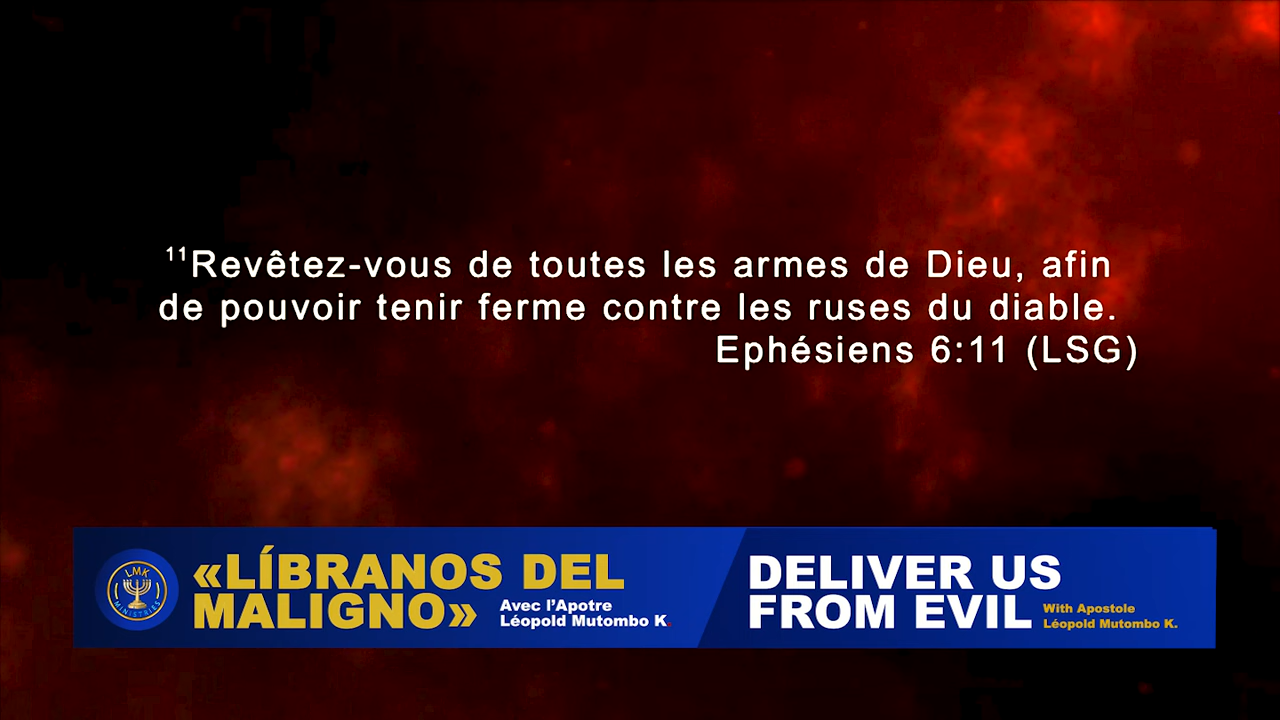 ¹¹Revêtez-vous de toutes les armes de Dieu, afin
de pouvoir tenir ferme contre les ruses du diable.
Ephésiens 6:11 (LSG)
LMK
MINISTRIES
«LÍBRANOS DEL
MALIGNO»
Avec l'Apotre
Léopold Mutombo K.
DELIVER US
FROM EVIL
With Apostole
Léopold Mutombo K.